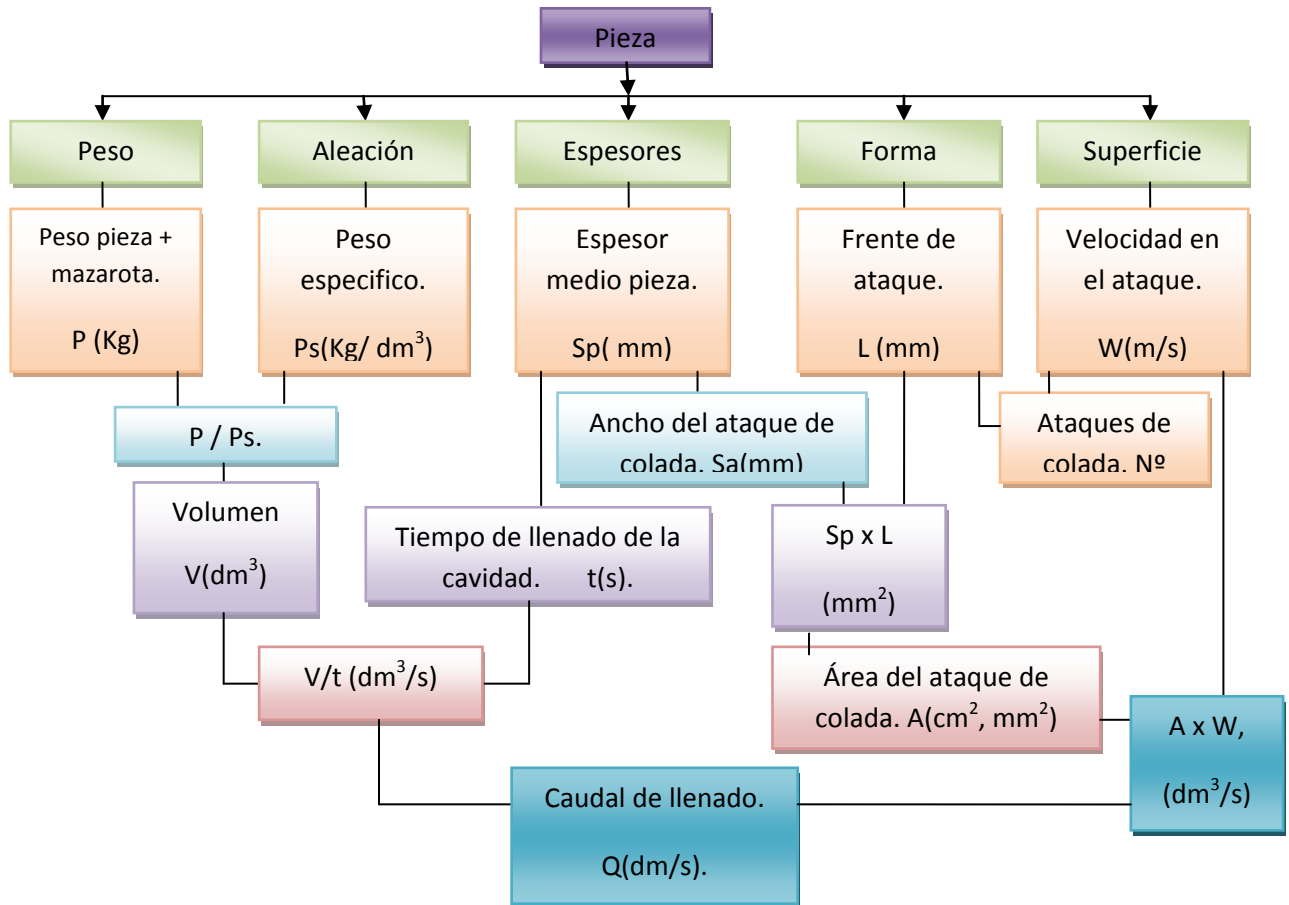 Pieza
Peso
Aleación
Espesores
Forma
Superficie
Peso pieza +
mazarota.
P (Kg)
Peso
especifico.
Ps(Kg/ dm³)
Espesor
medio pieza.
Sp( mm)
Frente de
ataque.
L (mm)
Velocidad en
el ataque.
W(m/s)
P / Ps.
Ancho del ataque de
colada. Sa(mm)
Ataques de
colada. Nº
Volumen
V(dm³)
Tiempo de llenado de la
cavidad. t(s).
Sp x L
(mm²)
V/t (dm³/s)
Área del ataque de
colada. A(cm², mm²)
A x W,
(dm³/s)
Caudal de llenado.
Q(dm/s).